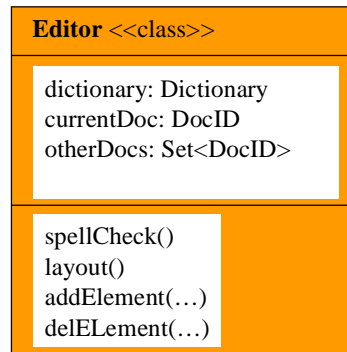 Editor <<class>>
dictionary: Dictionary
currentDoc: DocID
otherDocs: Set<DocID>
spellCheck()
layout()
addElement(…)
delELement(…)